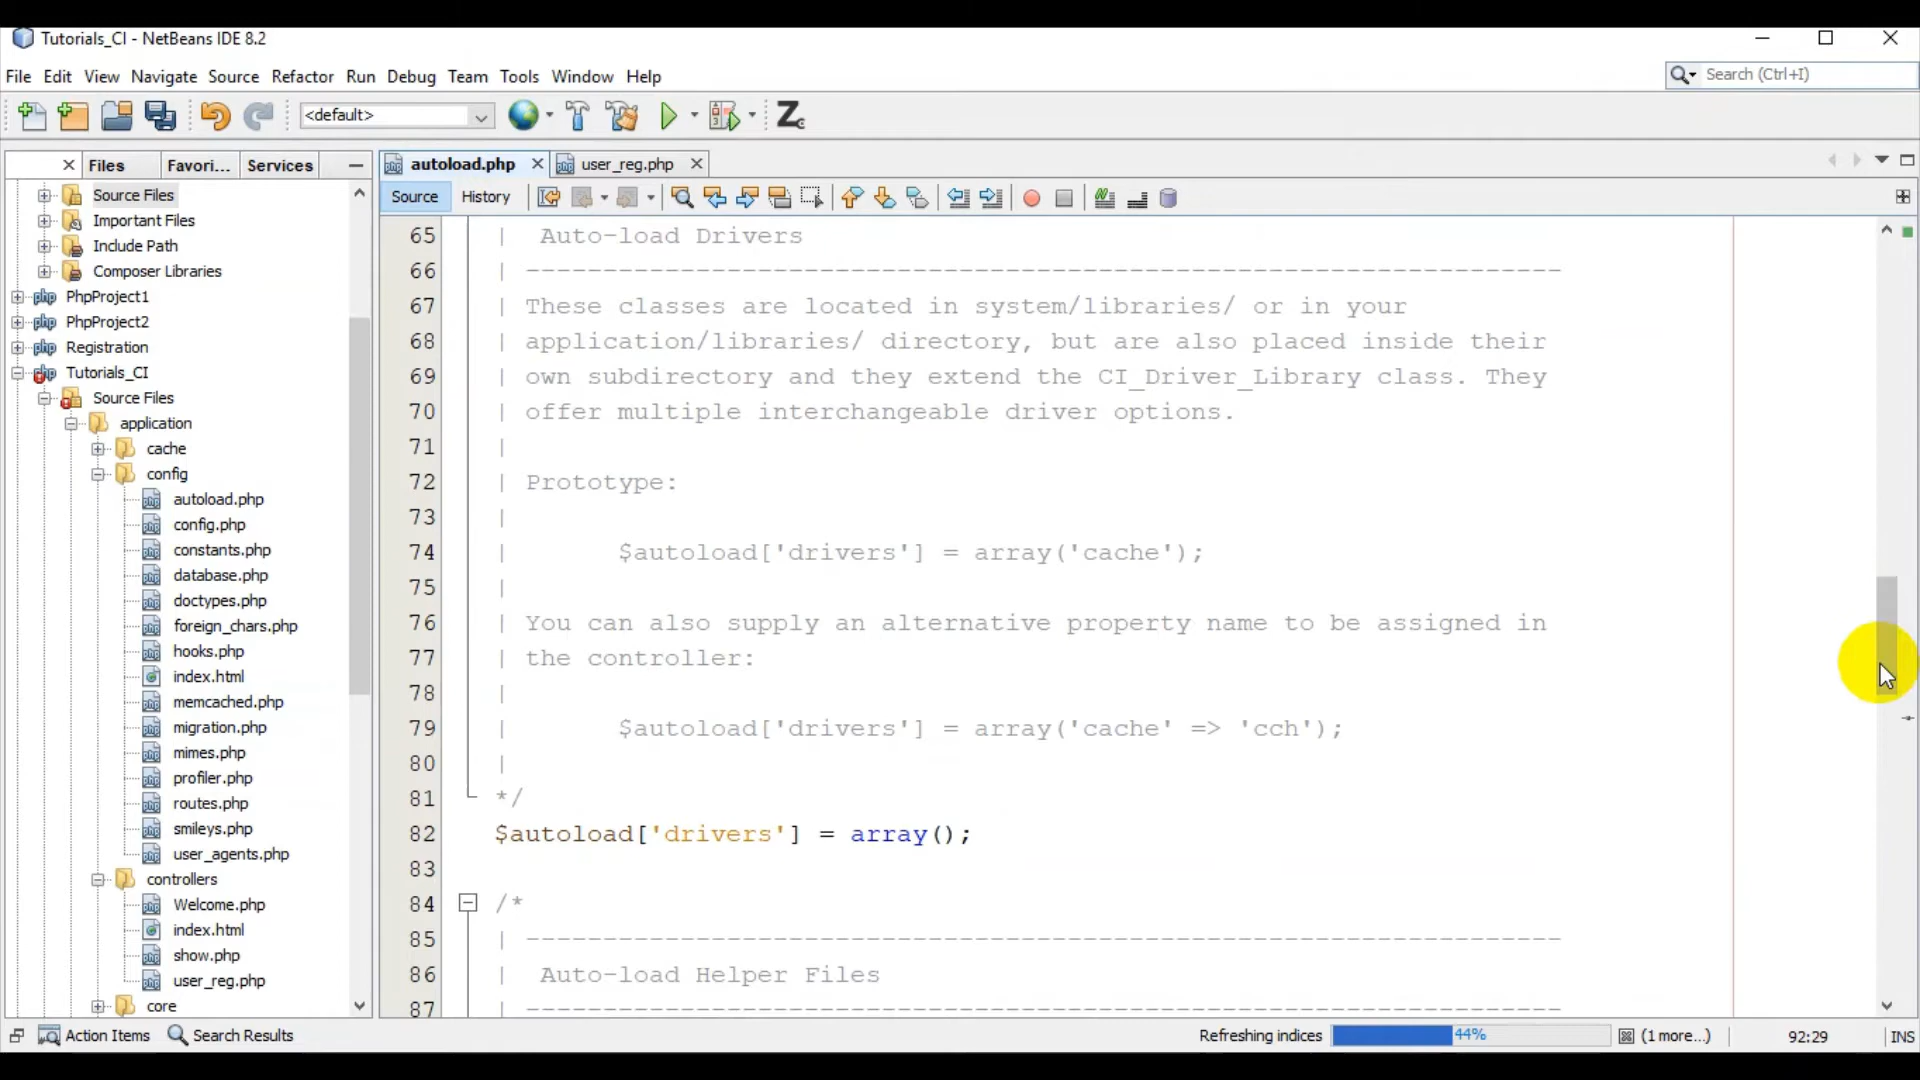 Tutorials_CI - NetBeans IDE 8.2
File Edit View Navigate Source Refactor Run Debug Team Tools Window Help
Search (Ctrl+I)
<default>
Files Favori... Services
autoload.php user_reg.php
Source History
Source Files
Important Files
Include Path
Composer Libraries
PhpProject1
PhpProject2
Registration
Tutorials_CI
Source Files
application
cache
config
autoload.php
config.php
constants.php
database.php
doctypes.php
foreign_chars.php
hooks.php
index.html
memcached.php
migration.php
mimes.php
profiler.php
routes.php
smileys.php
user_agents.php
controllers
Welcome.php
index.html
show.php
user_reg.php
core
65 | Auto-load Drivers
66 | -------------------------------------------------------------------
67 | These classes are located in system/libraries/ or in your
68 | application/libraries/ directory, but are also placed inside their
69 | own subdirectory and they extend the CI_Driver_Library class. They
70 | offer multiple interchangeable driver options.
71 |
72 | Prototype:
73 |
74 | $autoload['drivers'] = array('cache');
75 |
76 | You can also supply an alternative property name to be assigned in
77 | the controller:
78 |
79 | $autoload['drivers'] = array('cache' => 'cch');
80 |
81 */
82 $autoload['drivers'] = array();
83
84 /*
85 | -------------------------------------------------------------------
86 | Auto-load Helper Files
87 | -------------------------------------------------------------------
Action Items Search Results
Refreshing indices 44% (1 more...) 92:29 INS